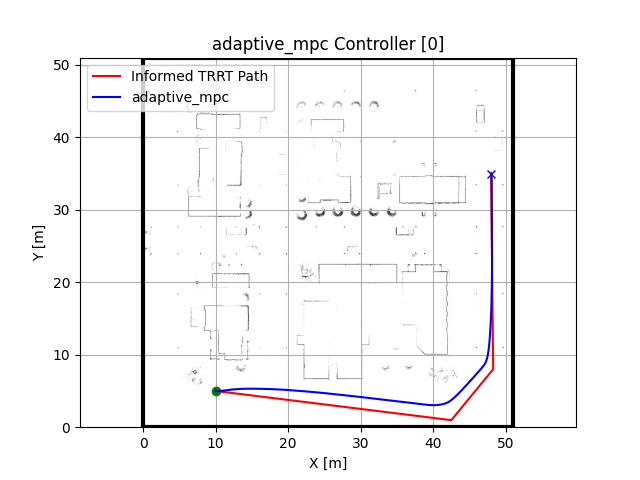 adaptive_mpc Controller [0]
Informed TRRT Path
adaptive_mpc
50
40
30
20
10
0
Y [m]
0 10 20 30 40 50
X [m]